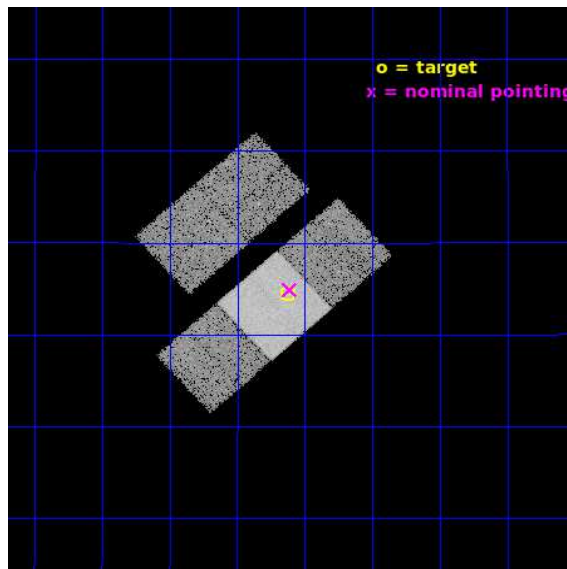 o = target
x = nominal pointing